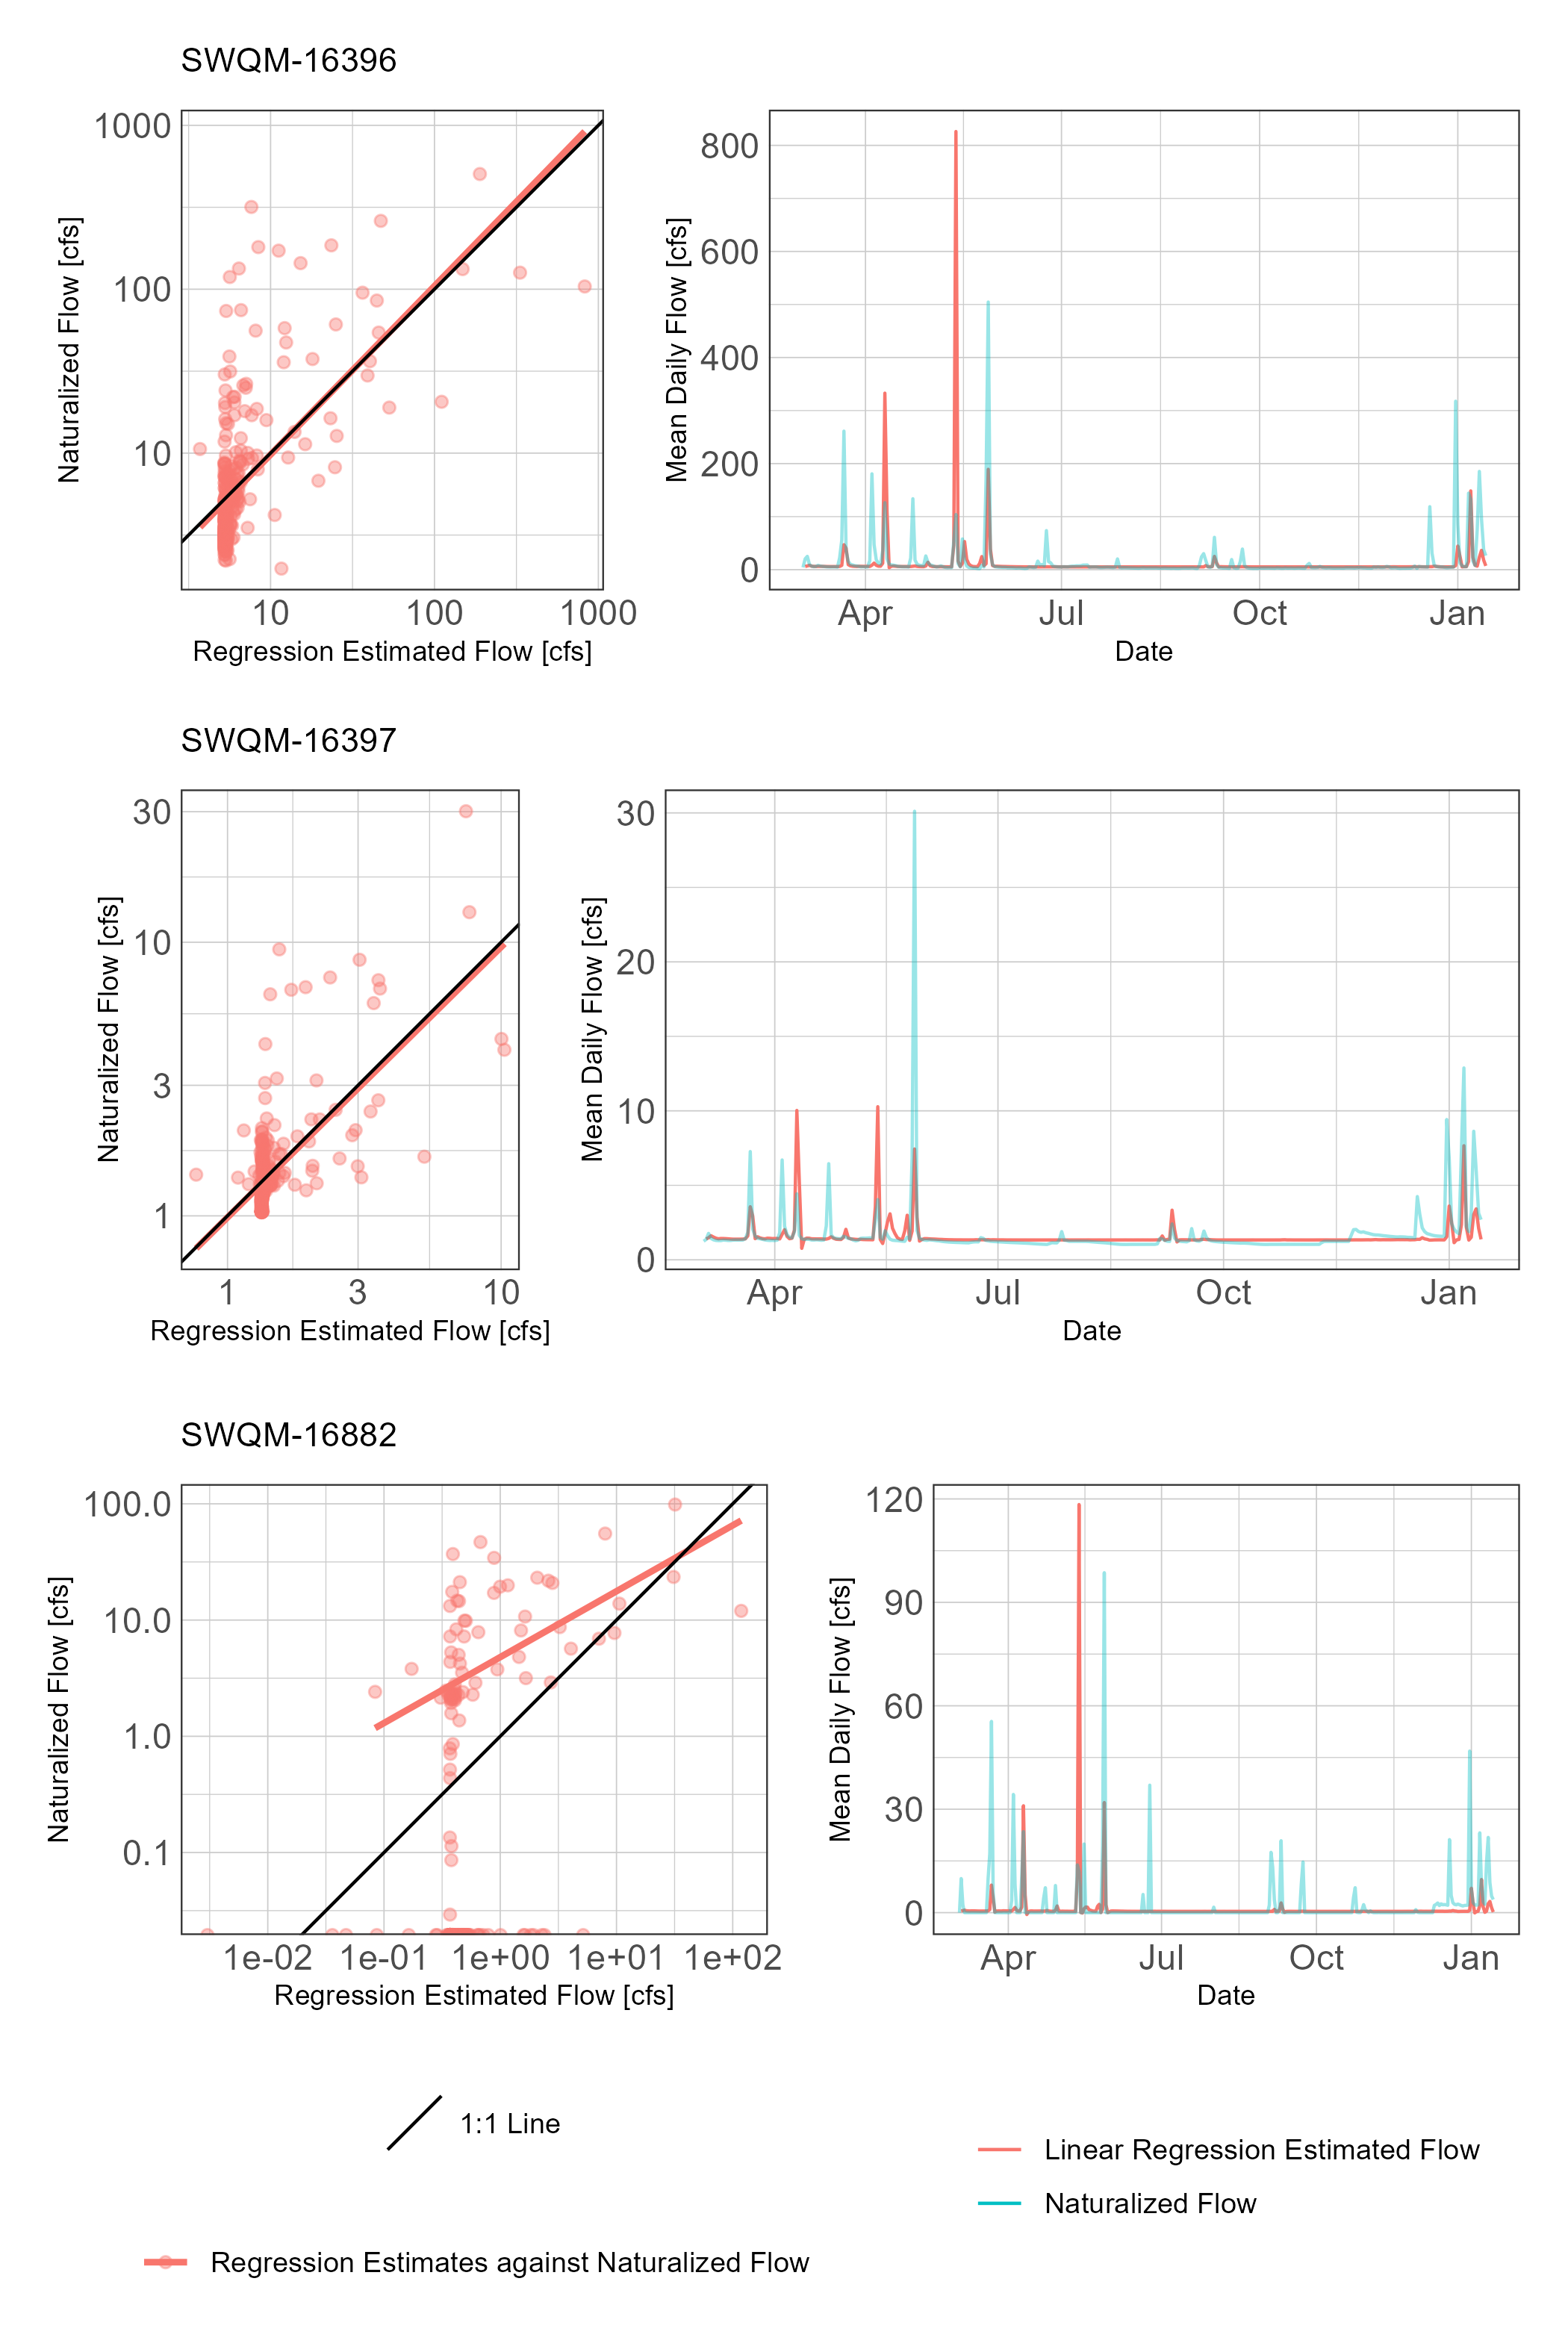 SWQM-16396
1000
100
10
Naturalized Flow [cfs]
10 100 1000
Regression Estimated Flow [cfs]
800
600
400
200
0
Mean Daily Flow [cfs]
Apr Jul Oct Jan
Date
SWQM-16397
30
10
3
1
Naturalized Flow [cfs]
1 3 10
Regression Estimated Flow [cfs]
30
20
10
0
Mean Daily Flow [cfs]
Apr Jul Oct Jan
Date
SWQM-16882
100.0
10.0
1.0
0.1
Naturalized Flow [cfs]
1e-02 1e-01 1e+00 1e+01 1e+02
Regression Estimated Flow [cfs]
120
90
60
30
0
Mean Daily Flow [cfs]
Apr Jul Oct Jan
Date
1:1 Line
Regression Estimates against Naturalized Flow
Linear Regression Estimated Flow
Naturalized Flow